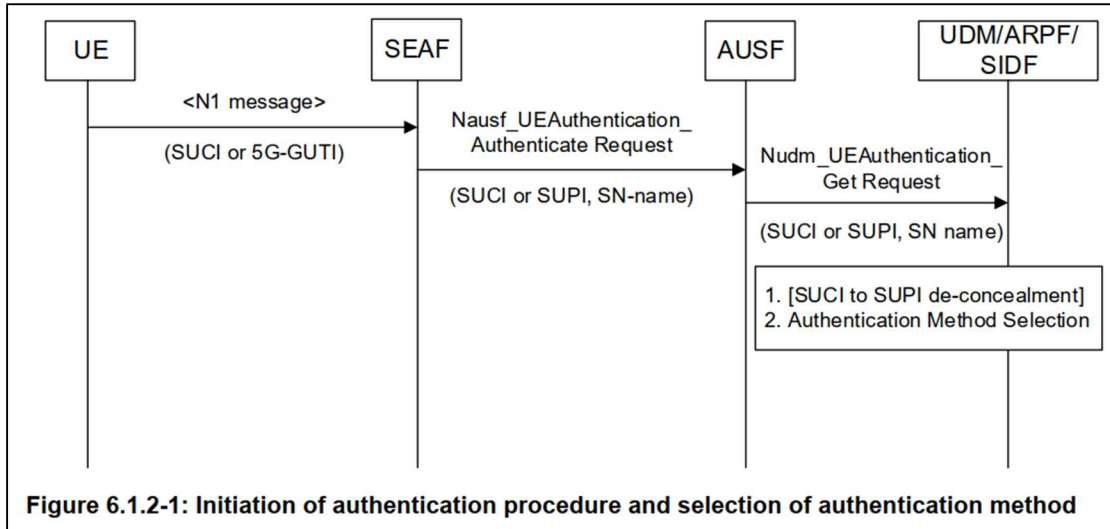 UE
SEAF
AUSF
UDM/ARPF/
SIDF
<N1 message>
(SUCI or 5G-GUTI)
Nausf_UEAuthentication_
Authenticate Request
(SUCI or SUPI, SN-name)
Nudm_UEAuthentication_
Get Request
(SUCI or SUPI, SN name)
1. [SUCI to SUPI de-concealment]
2. Authentication Method Selection
Figure 6.1.2-1: Initiation of authentication procedure and selection of authentication method